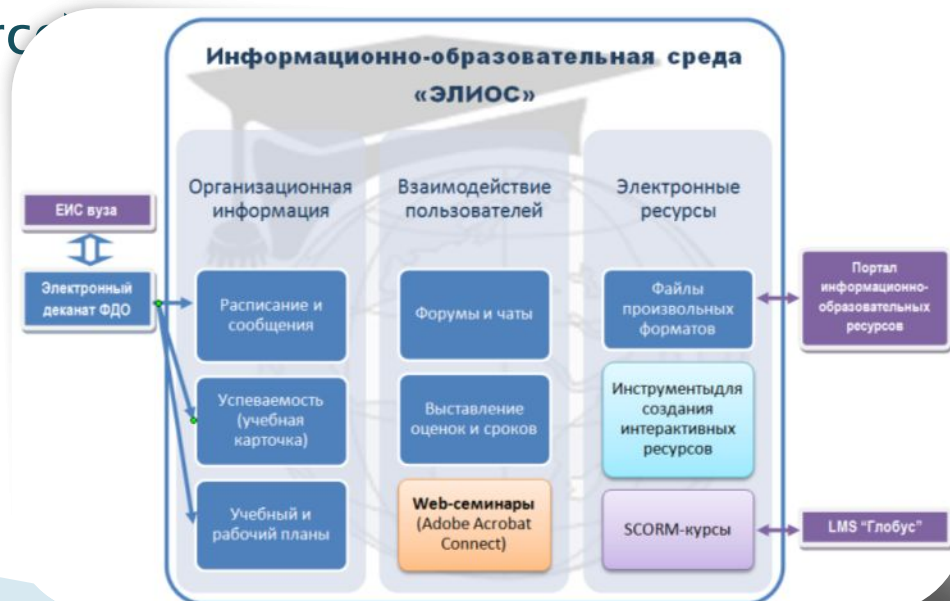 Информационно-образовательная среда
«ЭЛИОС»
Организационная
информация
Взаимодействие
пользователей
Электронные
ресурсы
ЕИС вуза
Электронный
деканат ФДО
Расписание и
сообщения
Успеваемость
(учебная
карточка)
Учебный и
рабочий планы
Форумы и чаты
Выставление
оценок и сроков
Web-семинары
(Adobe Acrobat
Connect)
Файлы
произвольных
форматов
Инструментыдля
создания
интерактивных
ресурсов
SCORM-курсы
Портал
информационно-
образовательных
ресурсов
LMS “Глобус”